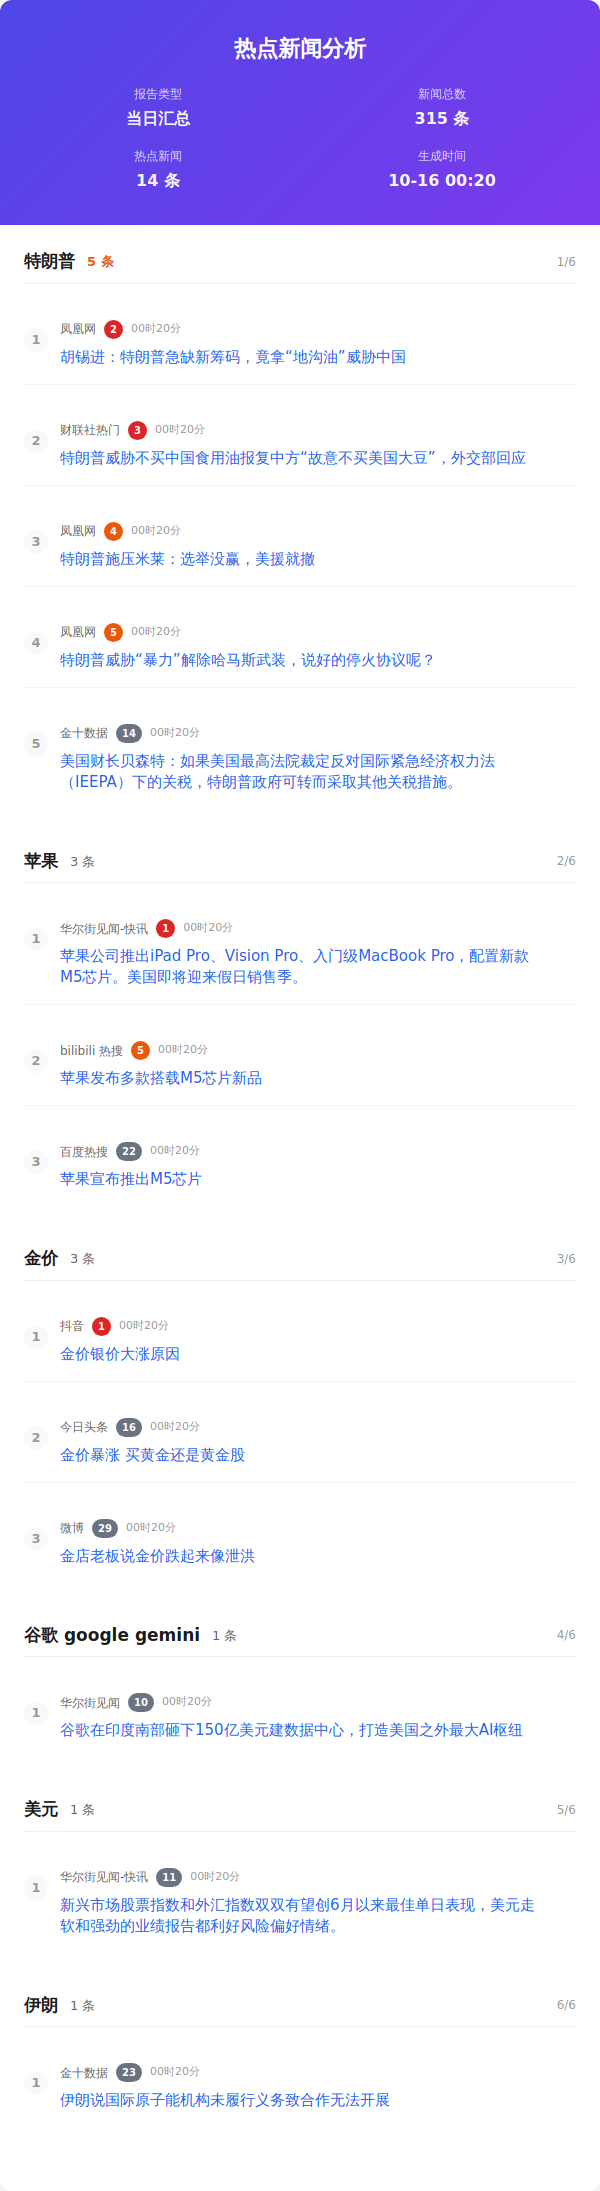 热点新闻分析
报告类型
当日汇总
新闻总数
315 条
热点新闻
14 条
生成时间
10-16 00:20
特朗普 5 条 1/6
1
凤凰网 2 00时20分
胡锡进：特朗普急缺新筹码，竟拿“地沟油”威胁中国
2
财联社热门 3 00时20分
特朗普威胁不买中国食用油报复中方“故意不买美国大豆”，外交部回应
3
凤凰网 4 00时20分
特朗普施压米莱：选举没赢，美援就撤
4
凤凰网 5 00时20分
特朗普威胁“暴力”解除哈马斯武装，说好的停火协议呢？
5
金十数据 14 00时20分
美国财长贝森特：如果美国最高法院裁定反对国际紧急经济权力法
（IEEPA）下的关税，特朗普政府可转而采取其他关税措施。
苹果 3 条 2/6
1
华尔街见闻-快讯 1 00时20分
苹果公司推出iPad Pro、Vision Pro、入门级MacBook Pro，配置新款
M5芯片。美国即将迎来假日销售季。
2
bilibili 热搜 5 00时20分
苹果发布多款搭载M5芯片新品
3
百度热搜 22 00时20分
苹果宣布推出M5芯片
金价 3 条 3/6
1
抖音 1 00时20分
金价银价大涨原因
2
今日头条 16 00时20分
金价暴涨 买黄金还是黄金股
3
微博 29 00时20分
金店老板说金价跌起来像泄洪
谷歌 google gemini 1 条 4/6
1
华尔街见闻 10 00时20分
谷歌在印度南部砸下150亿美元建数据中心，打造美国之外最大AI枢纽
美元 1 条 5/6
1
华尔街见闻-快讯 11 00时20分
新兴市场股票指数和外汇指数双双有望创6月以来最佳单日表现，美元走
软和强劲的业绩报告都利好风险偏好情绪。
伊朗 1 条 6/6
1
金十数据 23 00时20分
伊朗说国际原子能机构未履行义务致合作无法开展